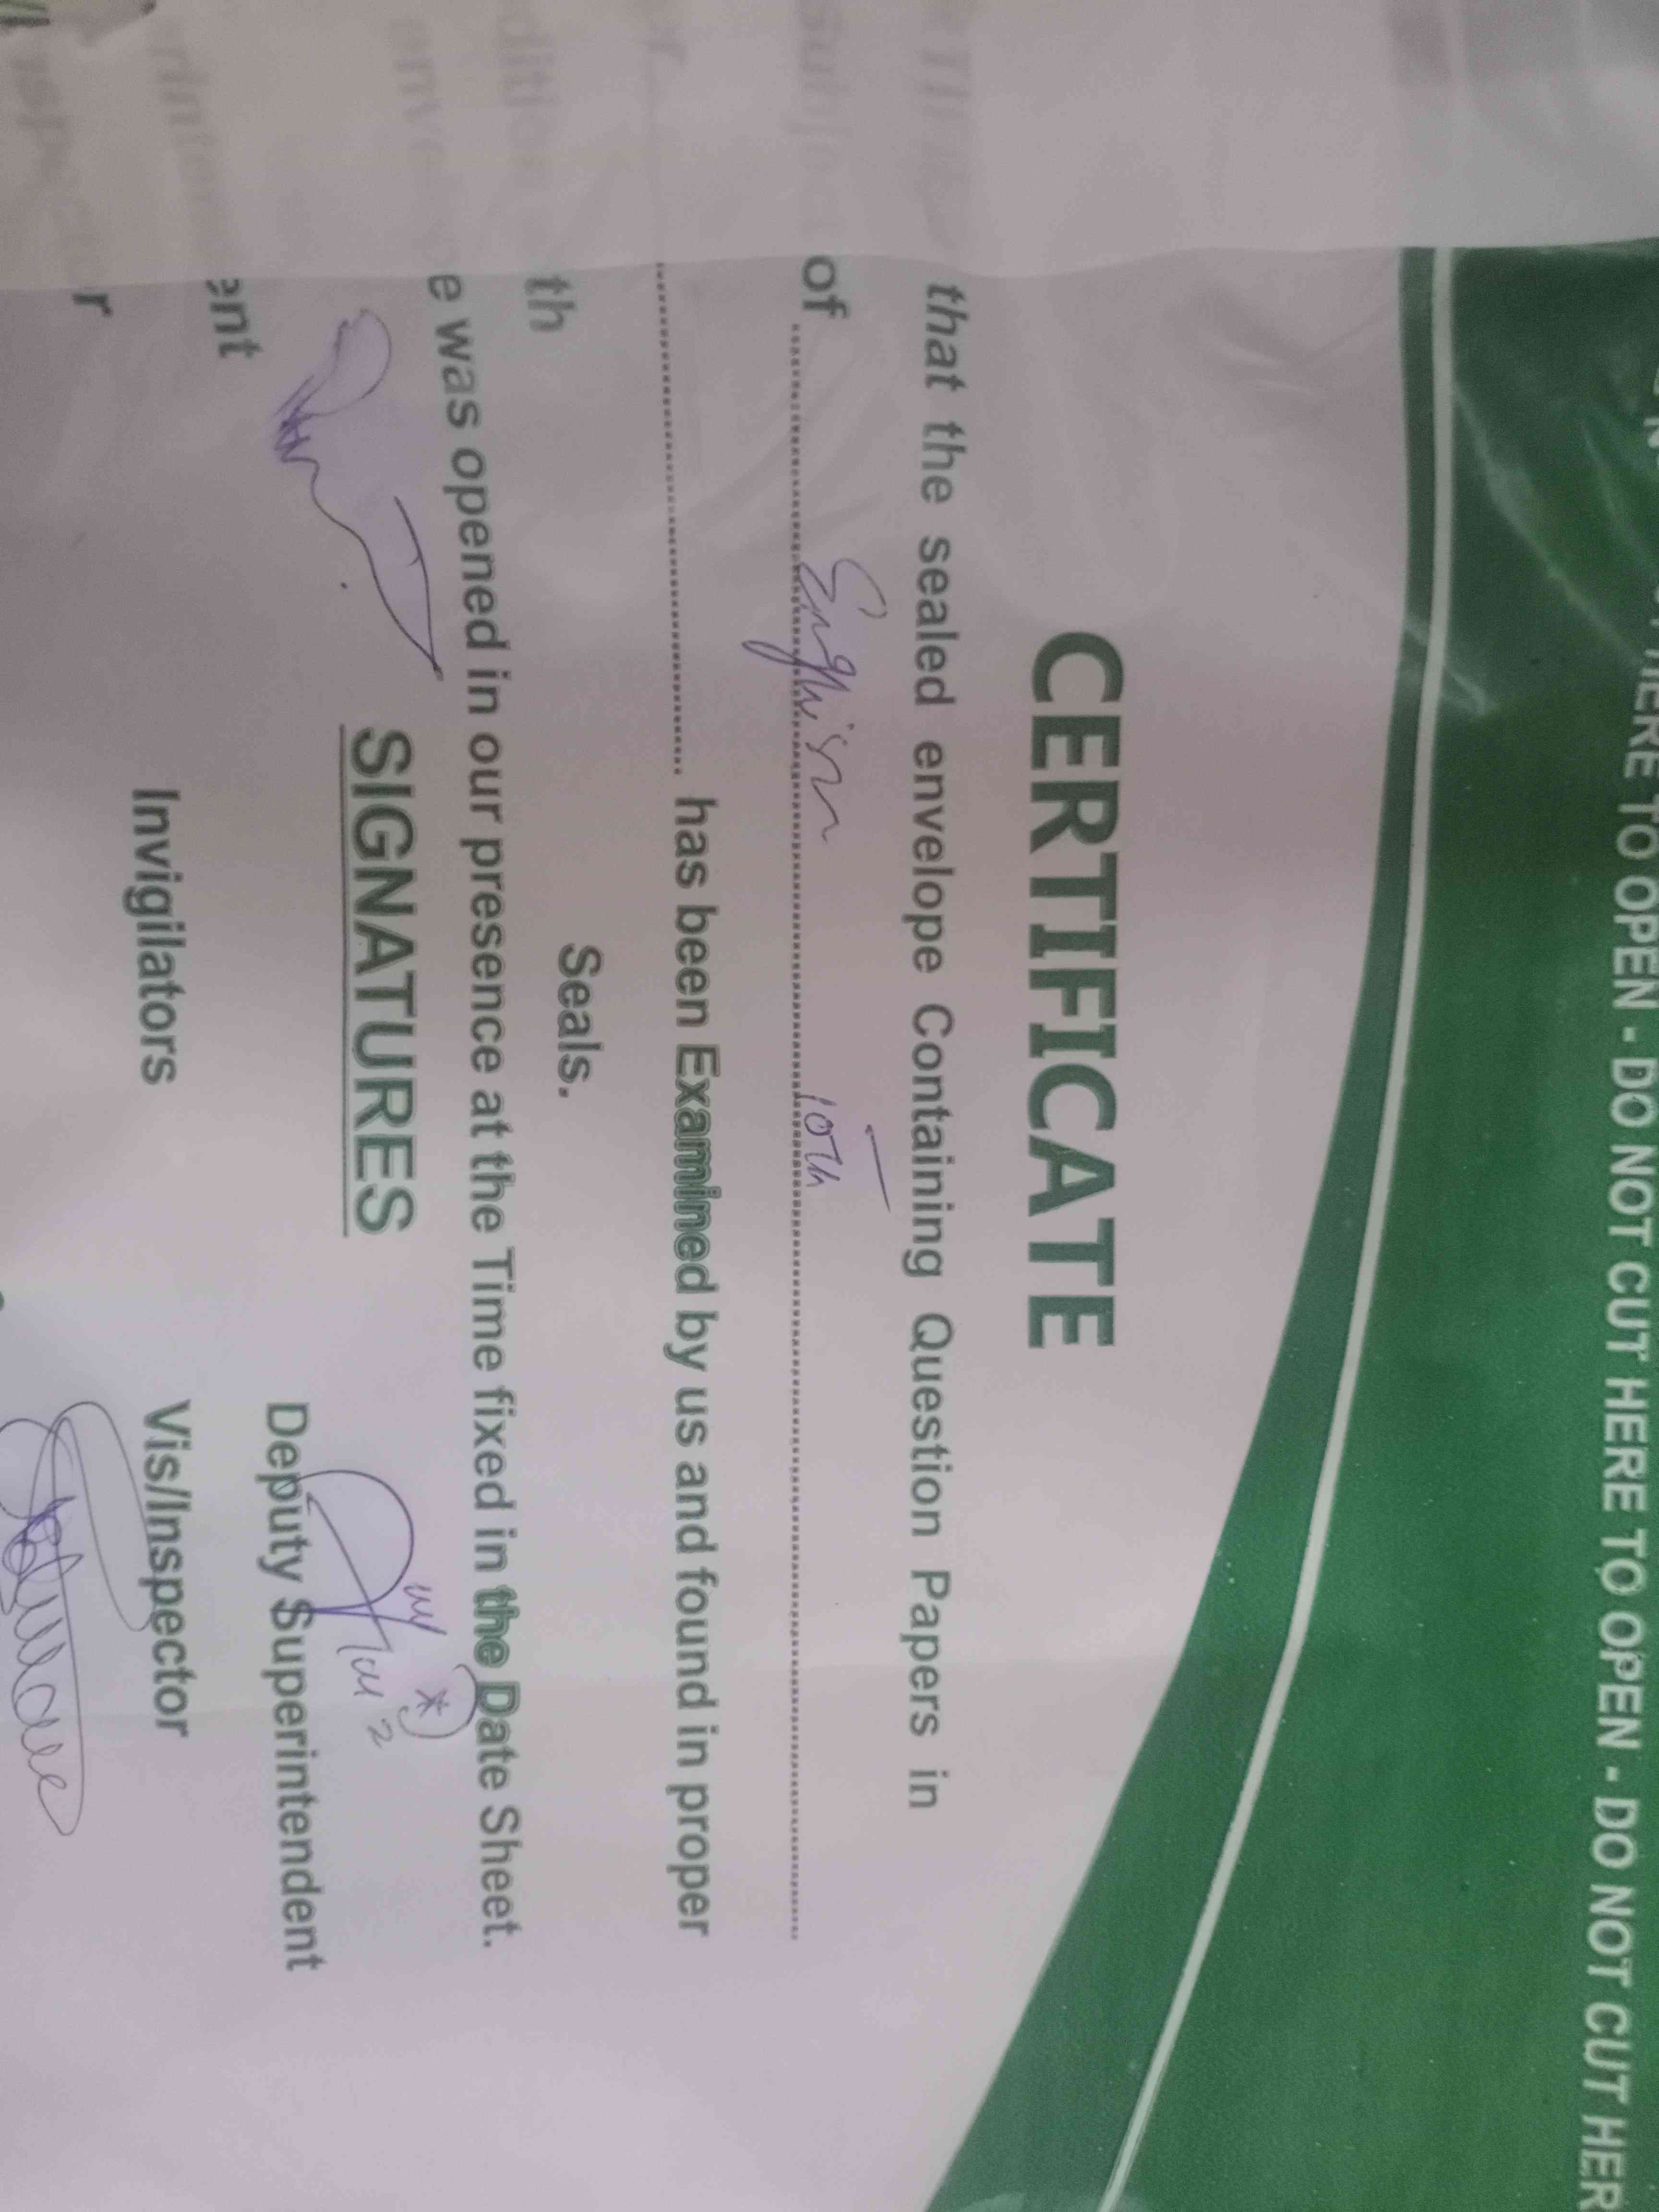 HERE TO OPEN - DO NOT CUT HERE TO OPEN - DO NOT CUT HER
CERTIFICATE
that the sealed envelope Containing Question Papers in
of English 10th
has been Examined by us and found in proper
th Seals.
e was opened in our presence at the Time fixed in the Date Sheet.
SIGNATURES
ent Deputy Superintendent
Invigilators Vis/Inspector
r